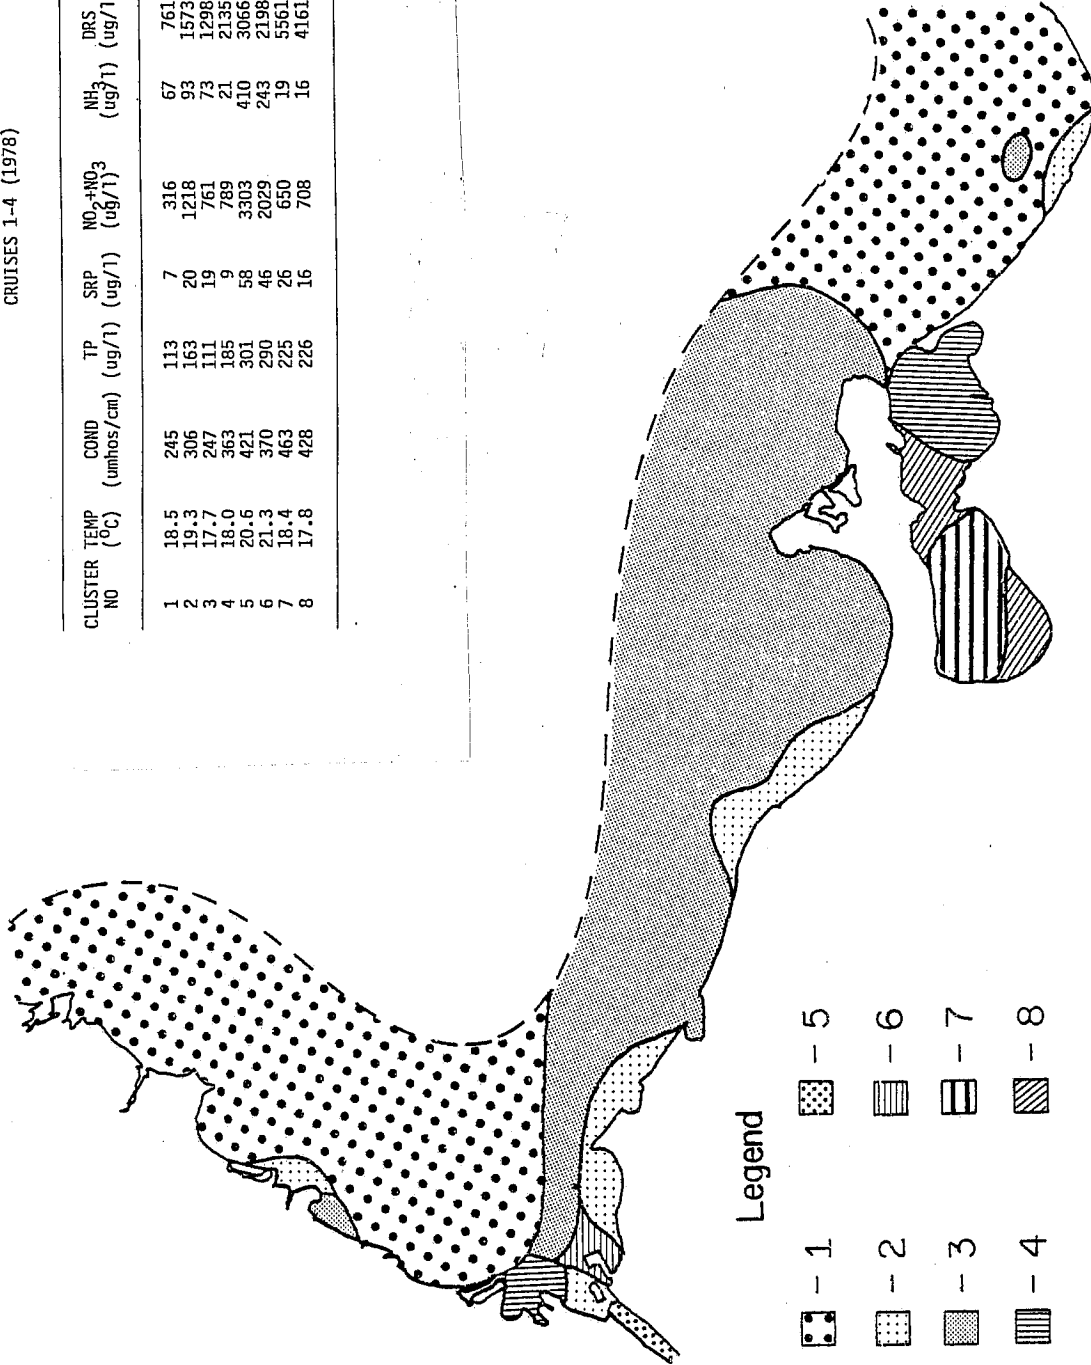 CRUISES 1-4 (1978)
CLUSTER TEMP COND TP SRP NO2+NO3 NH3 DRS
NO (OC) (umhos/cm) (ug/l) (ug/l) (ug/l)3 (ug/l) (ug/l
1 18.5 245 113 7 316 67 761
2 19.3 306 163 20 1218 93 1573
3 17.7 247 111 19 761 73 1298
4 18.0 363 185 9 789 21 2135
5 20.6 421 301 58 3303 410 3066
6 21.3 370 290 46 2029 243 2198
7 18.4 463 225 26 650 19 5561
8 17.8 428 226 16 708 16 4161
Legend
- 1 - 5
- 2 - 6
- 3 - 7
- 4 - 8